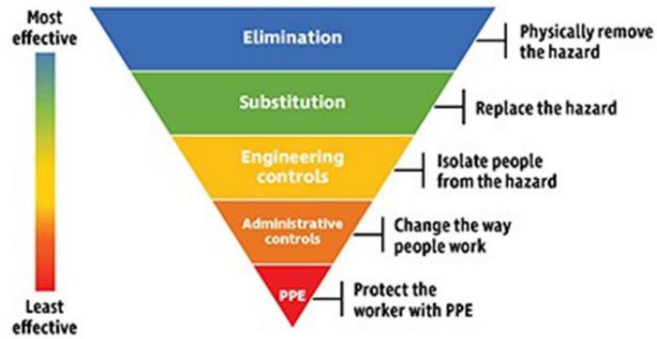 Most
effective
Elimination
Physically remove
the hazard
Substitution
Replace the hazard
Engineering
controls
Isolate people
from the hazard
Administrative
controls
Change the way
people work
PPE
Protect the
worker with PPE
Least
effective